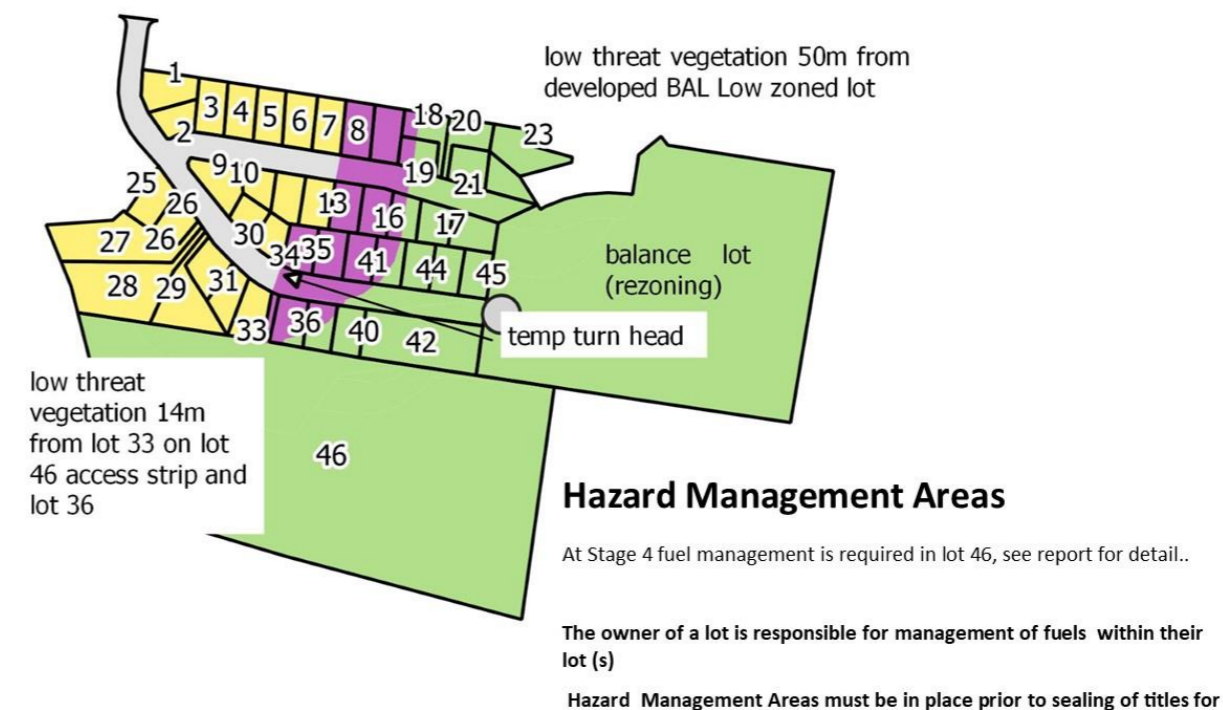 low threat vegetation 50m from
developed BAL Low zoned lot
1
2
3
4
5
6
7
8
18
20
23
19
21
9
10
13
16
17
25
26
26
27
28
29
30
31
33
34
35
41
44
45
36
40
42
balance lot
(rezoning)
temp turn head
low threat
vegetation 14m
from lot 33 on lot
46 access strip and
lot 36
46
Hazard Management Areas
At Stage 4 fuel management is required in lot 46, see report for detail..
The owner of a lot is responsible for management of fuels within their
lot (s)
Hazard Management Areas must be in place prior to sealing of titles for